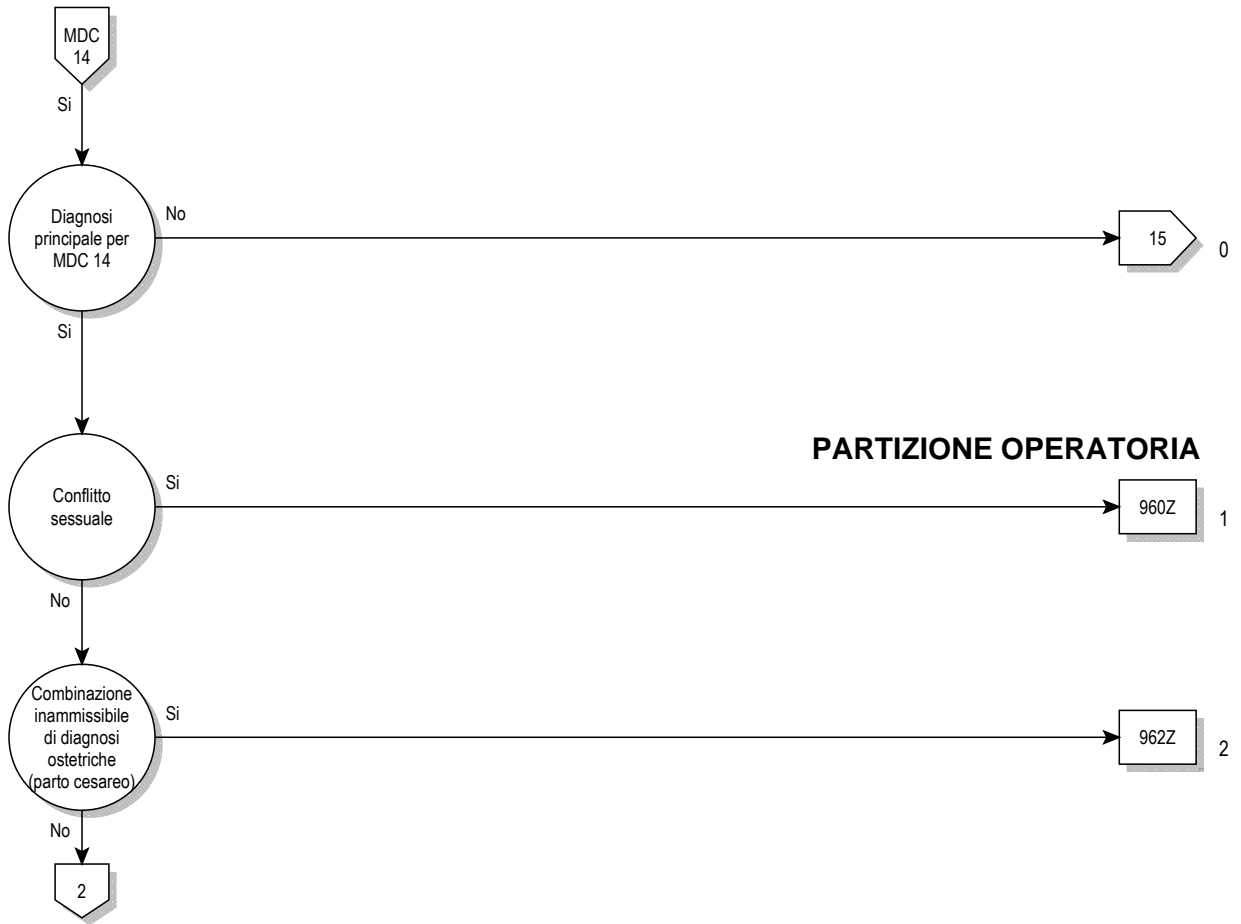 MDC
14
Si
Diagnosi
principale per
MDC 14
No
15
0
Si
PARTIZIONE OPERATORIA
Conflitto
sessuale
Si
960Z
1
No
Combinazione
inammissibile
di diagnosi
ostetriche
(parto cesareo)
Si
962Z
2
No
2